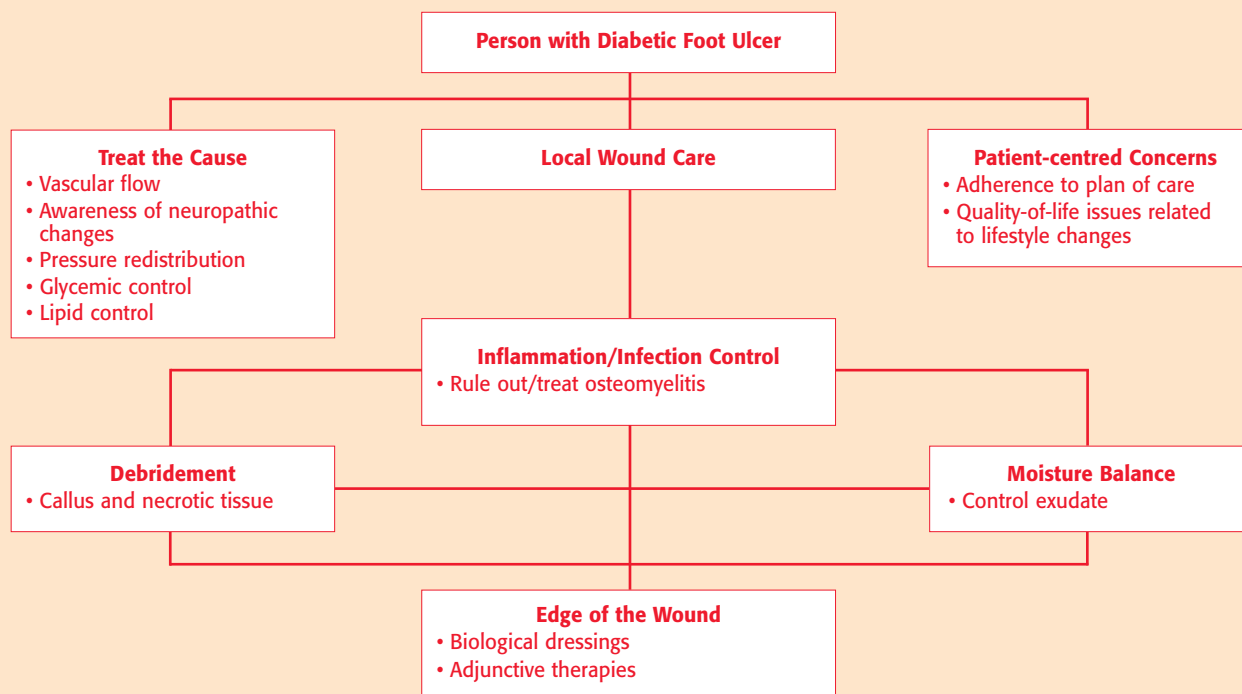 Person with Diabetic Foot Ulcer
Treat the Cause
• Vascular flow
• Awareness of neuropathic
changes
• Pressure redistribution
• Glycemic control
• Lipid control
Local Wound Care
Patient-centred Concerns
• Adherence to plan of care
• Quality-of-life issues related
to lifestyle changes
Inflammation/Infection Control
• Rule out/treat osteomyelitis
Debridement
• Callus and necrotic tissue
Moisture Balance
• Control exudate
Edge of the Wound
• Biological dressings
• Adjunctive therapies